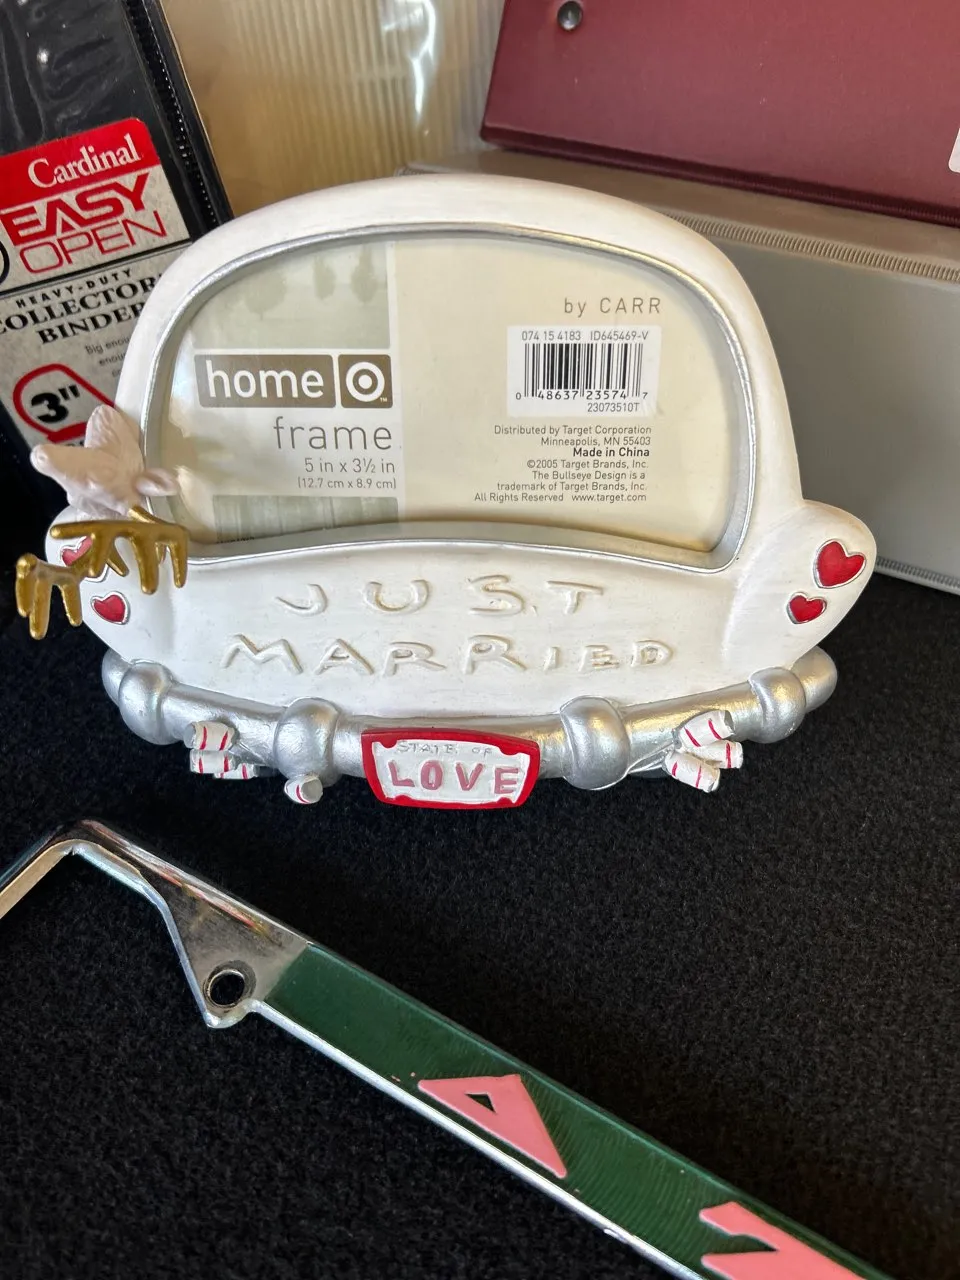 Cardinal
EASY
OPEN
HEAVY-DUTY
COLLECTOR
BINDER
Big enou
enou
3"
by CARR
074 15 4183 ID645469-V
0 48637 23574 7
23073510T
home
frame
5 in x 3½ in
(12.7 cm x 8.9 cm)
Distributed by Target Corporation
Minneapolis, MN 55403
Made in China
©2005 Target Brands, Inc.
The Bullseye Design is a
trademark of Target Brands, Inc.
All Rights Reserved www.target.com
JUST
MARRIED
STATE OF
LOVE
A